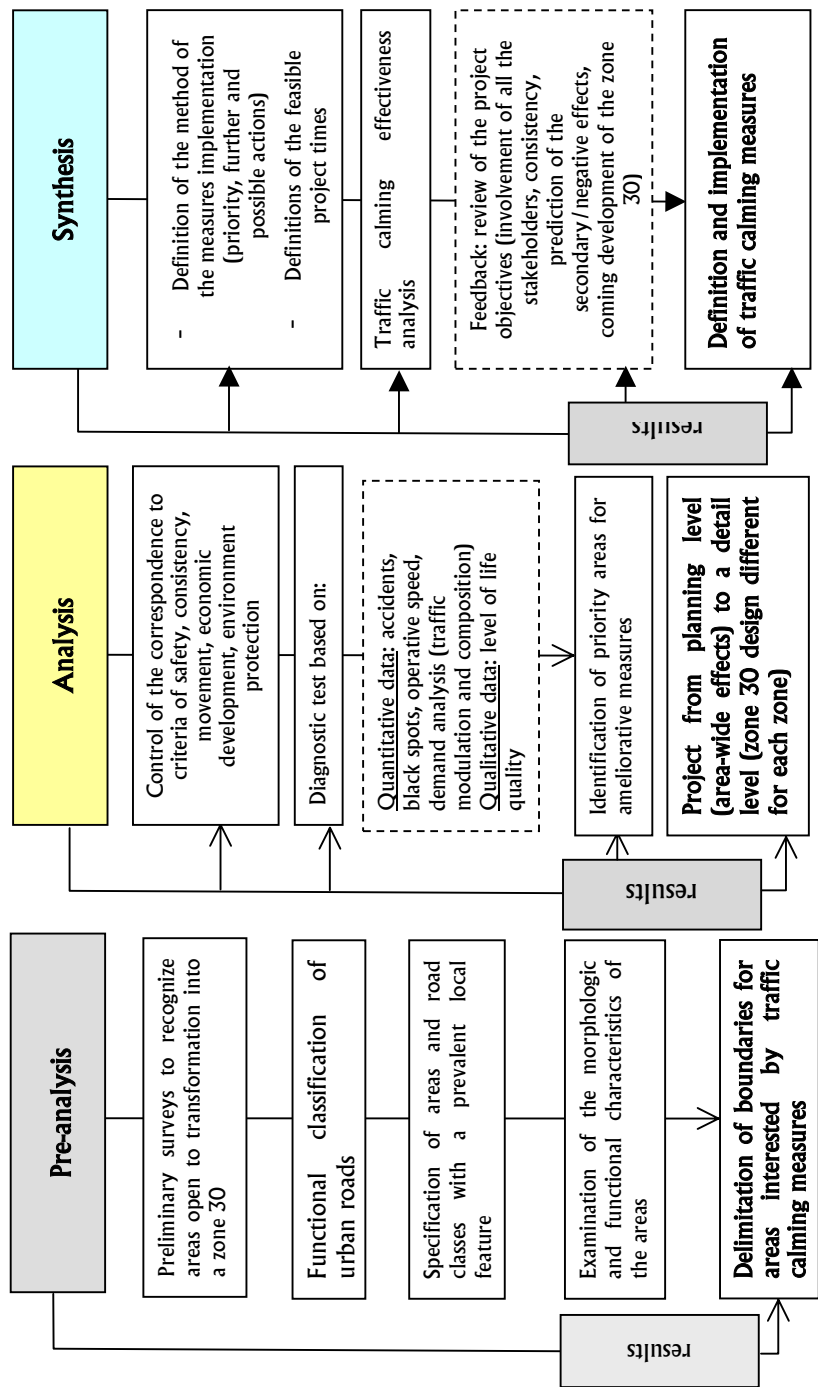 Pre-analysis
Preliminary surveys to recognize
areas open to transformation into
a zone 30
Functional classification of
urban roads
Specification of areas and road
classes with a prevalent local
feature
Examination of the morphologic
and functional characteristics of
the areas
results
Delimitation of boundaries for
areas interested by traffic
calming measures
Analysis
Control of the correspondence to
criteria of safety, consistency,
movement, economic
development, environment
protection
Diagnostic test based on:
Quantitative data: accidents,
black spots, operative speed,
demand analysis (traffic
modulation and composition)
Qualitative data: level of life
quality
Identification of priority areas for
ameliorative measures
results
Project from planning level
(area-wide effects) to a detail
level (zone 30 design different
for each zone)
Synthesis
- Definition of the method of
the measures implementation
(priority, further and
possible actions)
- Definitions of the feasible
project times
Traffic calming effectiveness
analysis
Feedback: review of the project
objectives (involvement of all the
stakeholders, consistency,
prediction of the
secondary/negative effects,
coming development of the zone
30)
results
Definition and implementation
of traffic calming measures